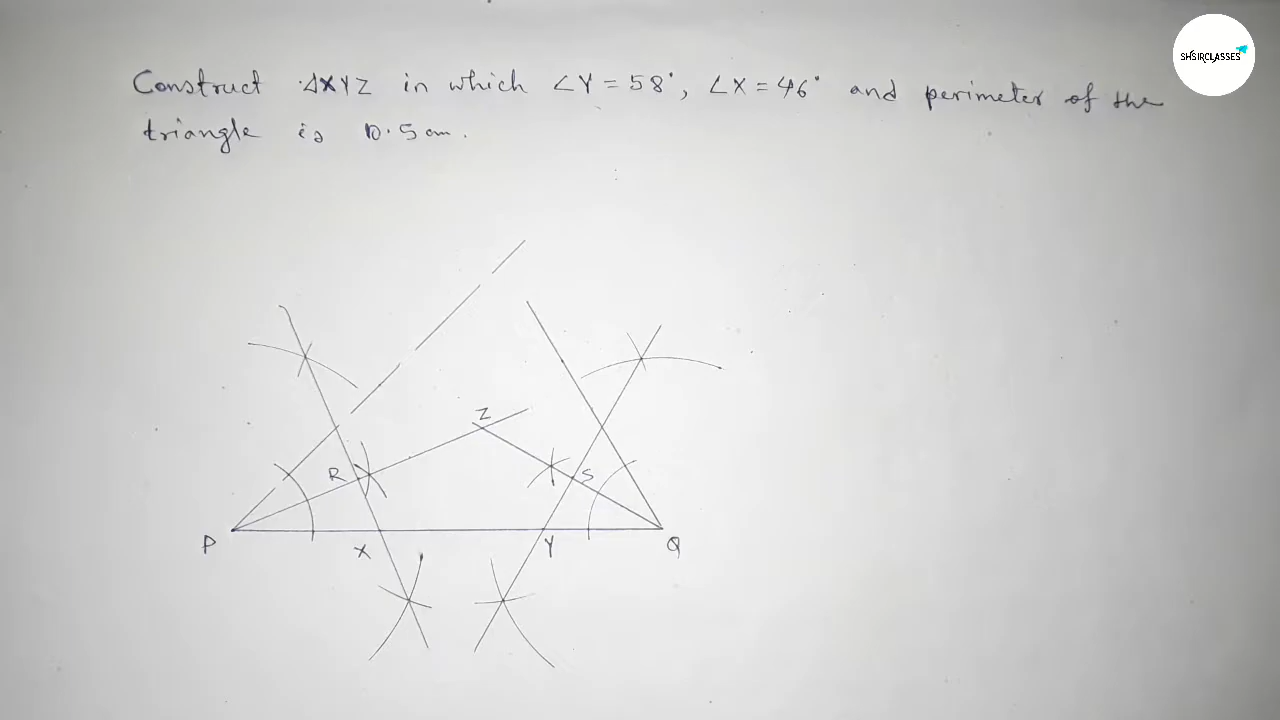 SHSIRCLASSES
Construct ΔXYZ in which ∠Y = 58°, ∠X = 46° and perimeter of the
triangle is 10.5 cm.
Z
R
S
P
X
Y
Q